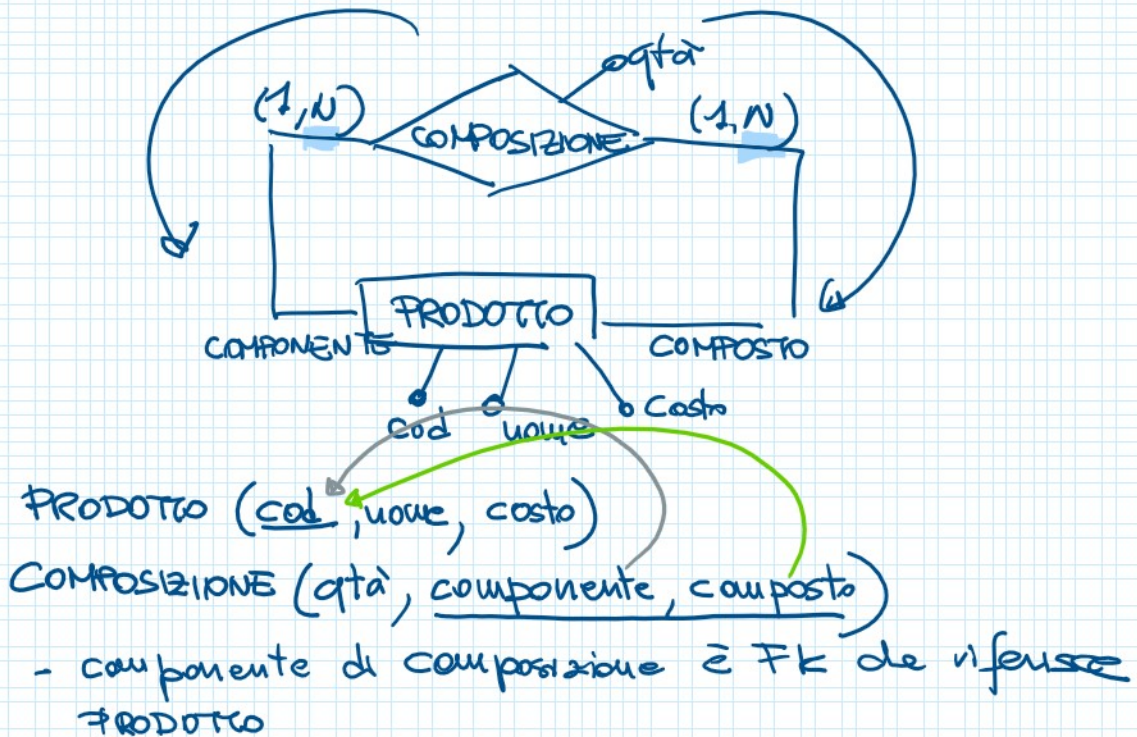 qtà
(1,N)
COMPOSIZIONE
(1,N)
PRODOTTO
COMPONENTE
COMPOSTO
cod
nome
Costo
PRODOTTO (cod, nome, costo)
COMPOSIZIONE (qtà, componente, composto)
- componente di composizione è FK che riferisce
PRODOTTO